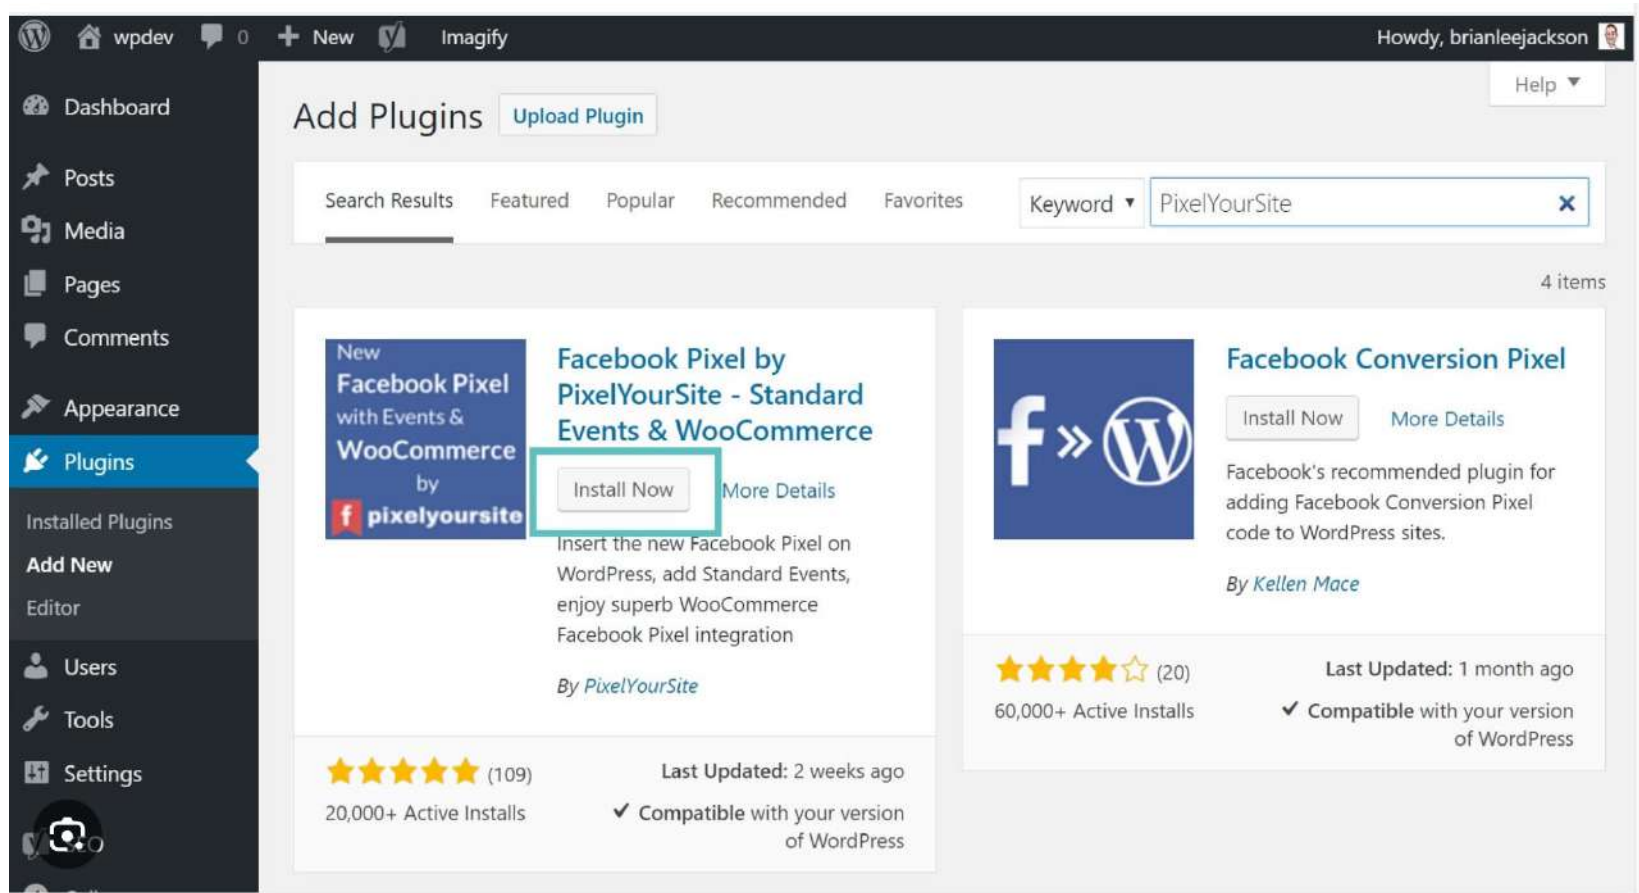 wpdev 0 New Imagify Howdy, brianleejackson
Help
Dashboard
Posts
Media
Pages
Comments
Appearance
Plugins
Installed Plugins
Add New
Editor
Users
Tools
Settings
Add Plugins Upload Plugin
Search Results Featured Popular Recommended Favorites Keyword PixelYourSite
4 items
New
Facebook Pixel
with Events &
WooCommerce
by
f pixelyoursite
Facebook Pixel by
PixelYourSite - Standard
Events & WooCommerce
Install Now More Details
Insert the new Facebook Pixel on
WordPress, add Standard Events,
enjoy superb WooCommerce
Facebook Pixel integration
By PixelYourSite
(109)
20,000+ Active Installs
Last Updated: 2 weeks ago
Compatible with your version
of WordPress
f » W
Facebook Conversion Pixel
Install Now More Details
Facebook's recommended plugin for
adding Facebook Conversion Pixel
code to WordPress sites.
By Kellen Mace
(20)
60,000+ Active Installs
Last Updated: 1 month ago
Compatible with your version
of WordPress